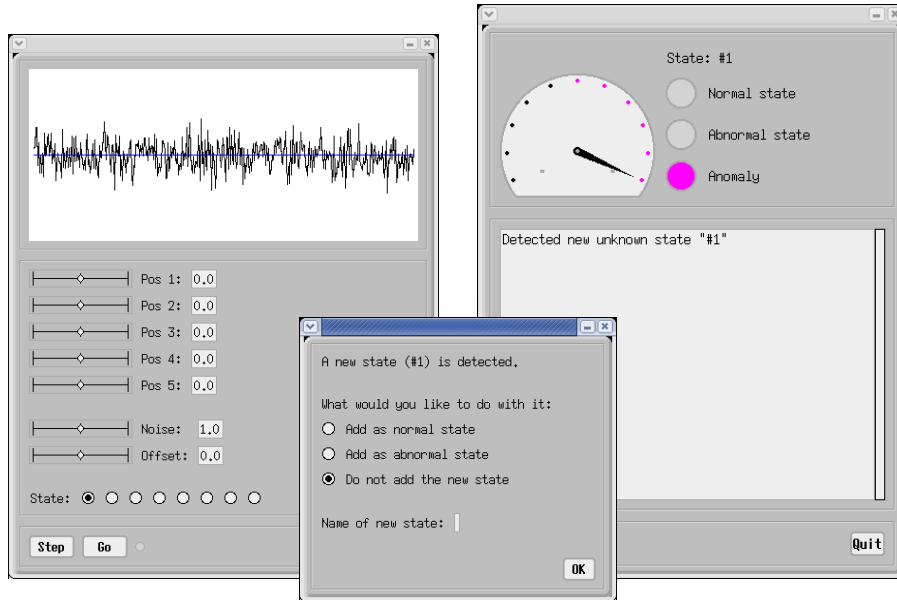 Pos 1: 0.0
Pos 2: 0.0
Pos 3: 0.0
Pos 4: 0.0
Pos 5: 0.0
Noise: 1.0
Offset: 0.0
State:
Step Go
State: #1
Normal state
Abnormal state
Anomaly
Detected new unknown state "#1"
Quit
A new state (#1) is detected.
What would you like to do with it:
Add as normal state
Add as abnormal state
Do not add the new state
Name of new state:
OK